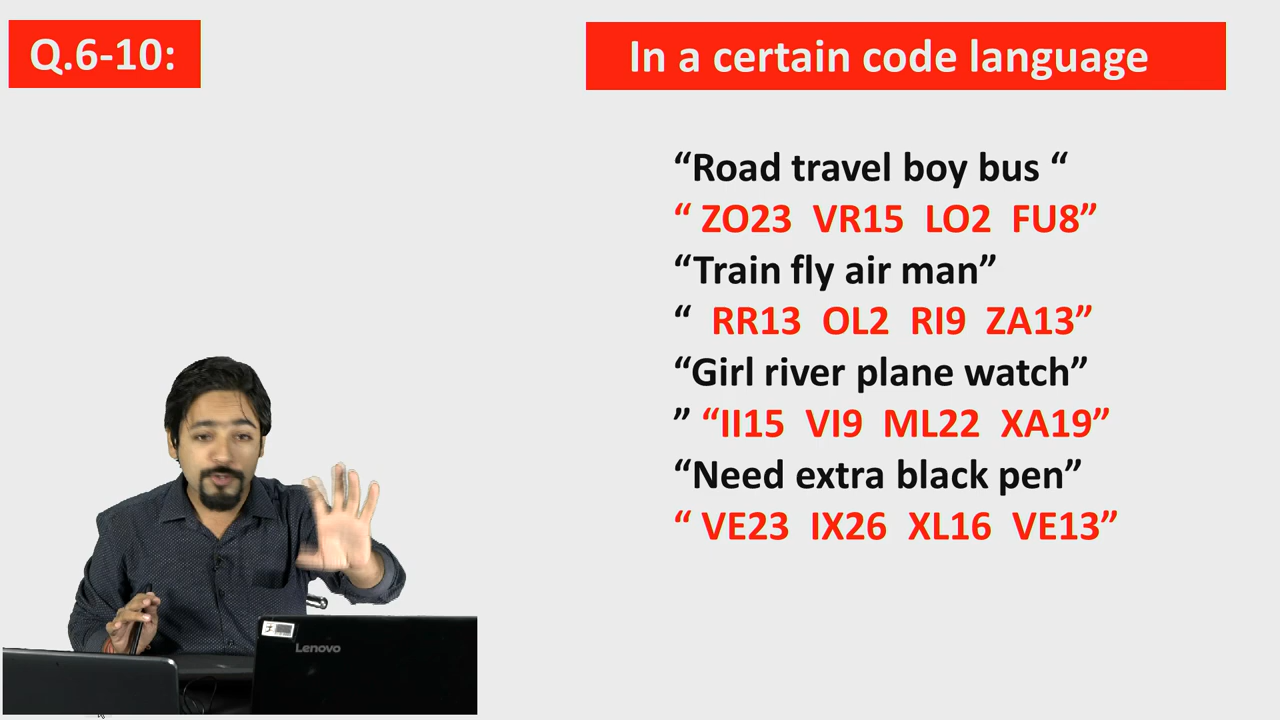 Q.6-10:
In a certain code language
“Road travel boy bus “
“ ZO23 VR15 LO2 FU8”
“Train fly air man”
“ RR13 OL2 RI9 ZA13”
“Girl river plane watch”
” “II15 VI9 ML22 XA19”
“Need extra black pen”
“ VE23 IX26 XL16 VE13”
Lenovo